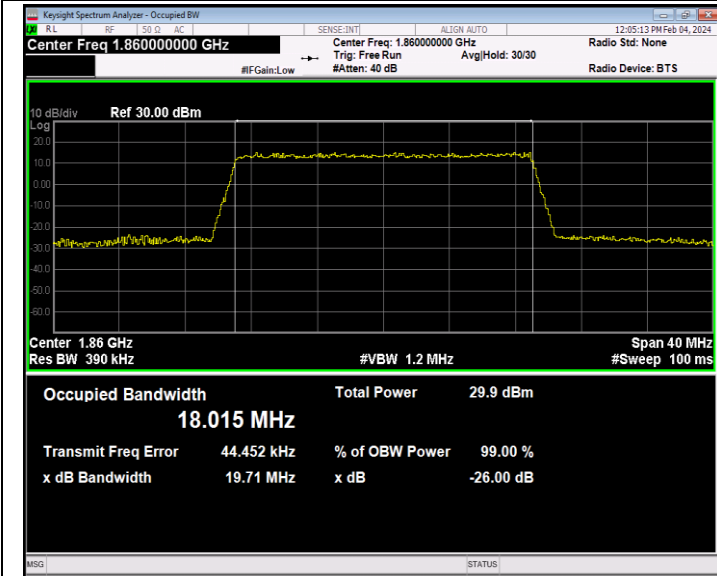 Keysight Spectrum Analyzer - Occupied BW
LXI RL RF 50 Ω AC SENSE:INT ALIGN AUTO 12:05:13 PM Feb 04, 2024
Center Freq 1.860000000 GHz Center Freq: 1.860000000 GHz Radio Std: None
Trig: Free Run Avg|Hold: 30/30
#IFGain:Low #Atten: 40 dB Radio Device: BTS
10 dB/div Ref 30.00 dBm
Log
20.0
10.0
0.00
-10.0
-20.0
-30.0
-40.0
-50.0
-60.0
Center 1.86 GHz Span 40 MHz
Res BW 390 kHz #VBW 1.2 MHz #Sweep 100 ms
Occupied Bandwidth Total Power 29.9 dBm
18.015 MHz
Transmit Freq Error 44.452 kHz % of OBW Power 99.00 %
x dB Bandwidth 19.71 MHz x dB -26.00 dB
MSG STATUS